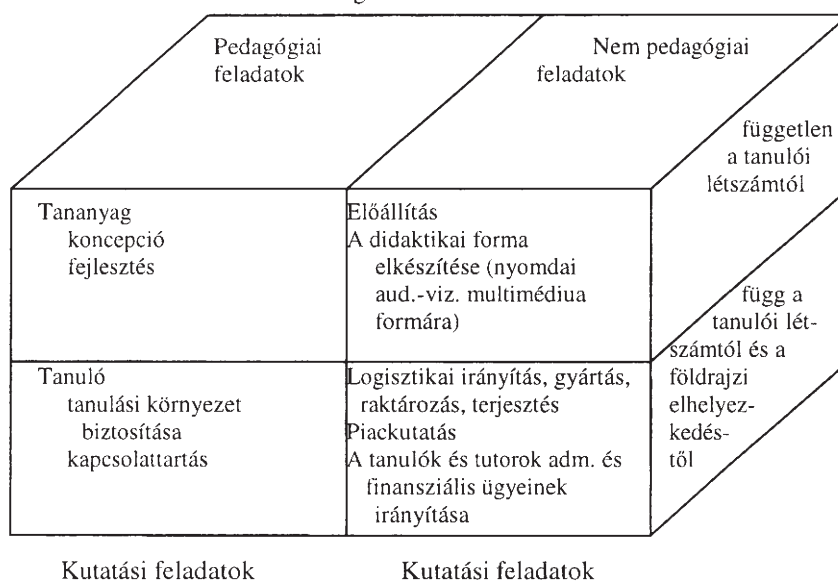 Pedagógiai
feladatok
Nem pedagógiai
feladatok
független
a tanulói
létszámtól
Tananyag
koncepció
fejlesztés
Előállítás
A didaktikai forma
elkészítése (nyomdai
aud.-viz. multimédiua
formára)
függ a
tanulói lét-
számtól és a
földrajzi
elhelyez-
kedés-
től
Tanuló
tanulási környezet
biztosítása
kapcsolattartás
Logisztikai irányítás, gyártás,
raktározás, terjesztés
Piackutatás
A tanulók és tutorok adm. és
finansziális ügyeinek
irányítása
Kutatási feladatok
Kutatási feladatok